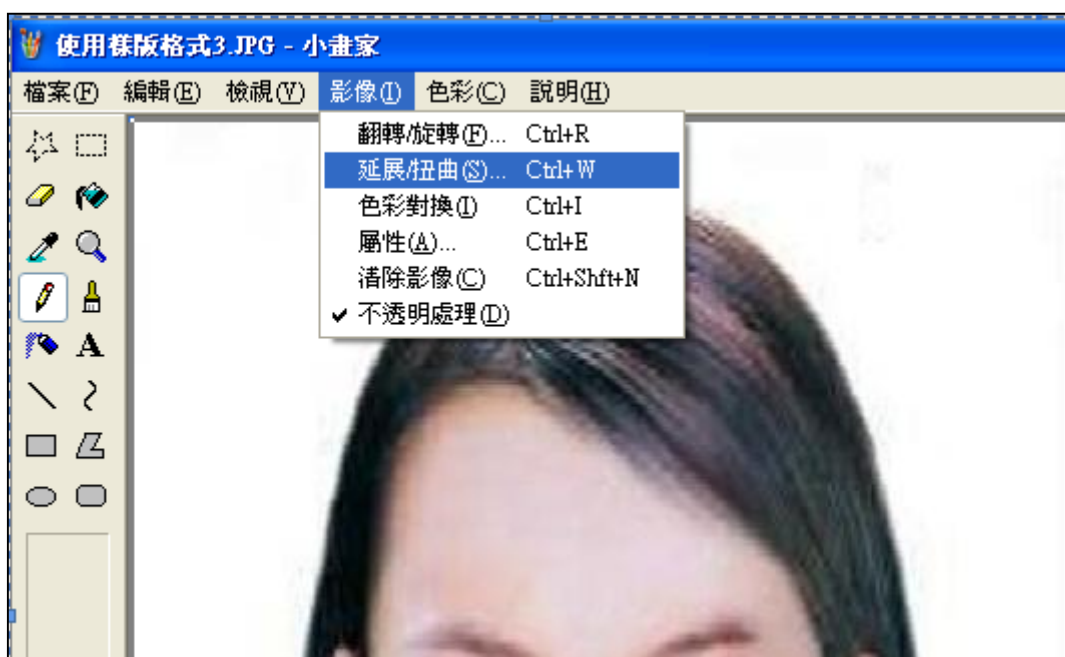 使用樣版格式3.JPG - 小畫家
檔案(F) 編輯(E) 檢視(V) 影像(I) 色彩(C) 說明(H)
翻轉/旋轉(F)... Ctrl+R
延展/扭曲(S)... Ctrl+W
色彩對換(I) Ctrl+I
屬性(A)... Ctrl+E
清除影像(C) Ctrl+Shft+N
✓ 不透明處理(D)
A